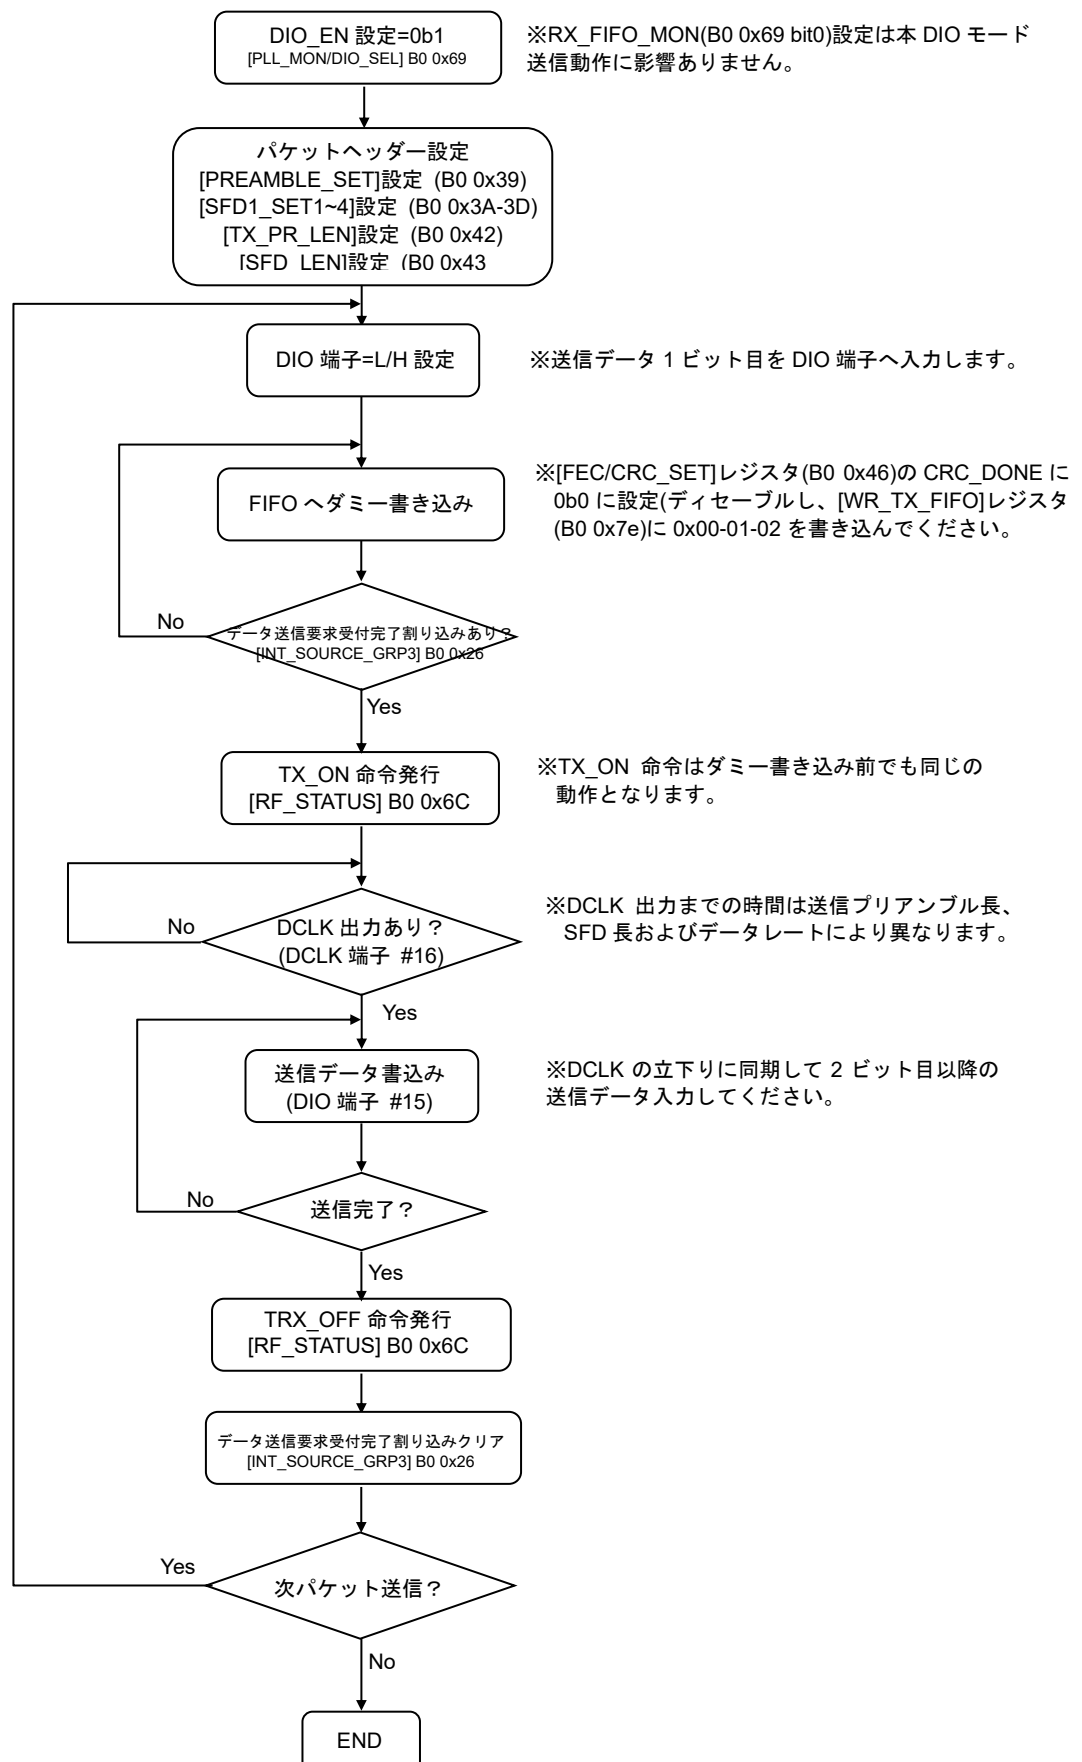 DIO_EN 設定=0b1
[PLL_MON/DIO_SEL] B0 0x69
※RX_FIFO_MON(B0 0x69 bit0)設定は本 DIO モード
送信動作に影響ありません。
パケットヘッダー設定
[PREAMBLE_SET]設定 (B0 0x39)
[SFD1_SET1~4]設定 (B0 0x3A-3D)
[TX_PR_LEN]設定 (B0 0x42)
[SFD_LEN]設定 (B0 0x43
DIO 端子=L/H 設定
※送信データ 1 ビット目を DIO 端子へ入力します。
FIFO へダミー書き込み
※[FEC/CRC_SET]レジスタ(B0 0x46)の CRC_DONE に
0b0 に設定(ディセーブルし、[WR_TX_FIFO]レジスタ
(B0 0x7e)に 0x00-01-02 を書き込んでください。
No
データ送信要求受付完了割り込みあり？
[INT_SOURCE_GRP3] B0 0x26
Yes
TX_ON 命令発行
[RF_STATUS] B0 0x6C
※TX_ON 命令はダミー書き込み前でも同じの
動作となります。
No
DCLK 出力あり？
(DCLK 端子 #16)
※DCLK 出力までの時間は送信プリアンブル長、
SFD 長およびデータレートにより異なります。
Yes
送信データ書込み
(DIO 端子 #15)
※DCLK の立下りに同期して 2 ビット目以降の
送信データ入力してください。
No
送信完了？
Yes
TRX_OFF 命令発行
[RF_STATUS] B0 0x6C
データ送信要求受付完了割り込みクリア
[INT_SOURCE_GRP3] B0 0x26
Yes
次パケット送信？
No
END